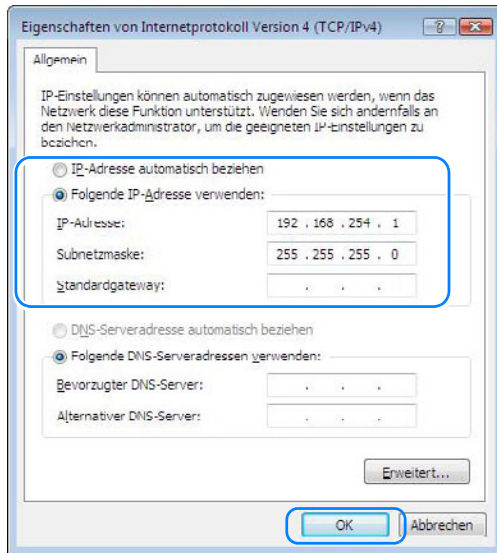 Eigenschaften von Internetprotokoll Version 4 (TCP/IPv4)
Allgemein
IP-Einstellungen können automatisch zugewiesen werden, wenn das
Netzwerk diese Funktion unterstützt. Wenden Sie sich andernfalls an
den Netzwerkadministrator, um die geeigneten IP-Einstellungen zu
beziehen.
IP-Adresse automatisch beziehen
Folgende IP-Adresse verwenden:
IP-Adresse: 192 . 168 . 254 . 1
Subnetzmaske: 255 . 255 . 255 . 0
Standardgateway: . . .
DNS-Serveradresse automatisch beziehen
Folgende DNS-Serveradressen verwenden:
Bevorzugter DNS-Server: . . .
Alternativer DNS-Server: . . .
Erweitert...
OK Abbrechen